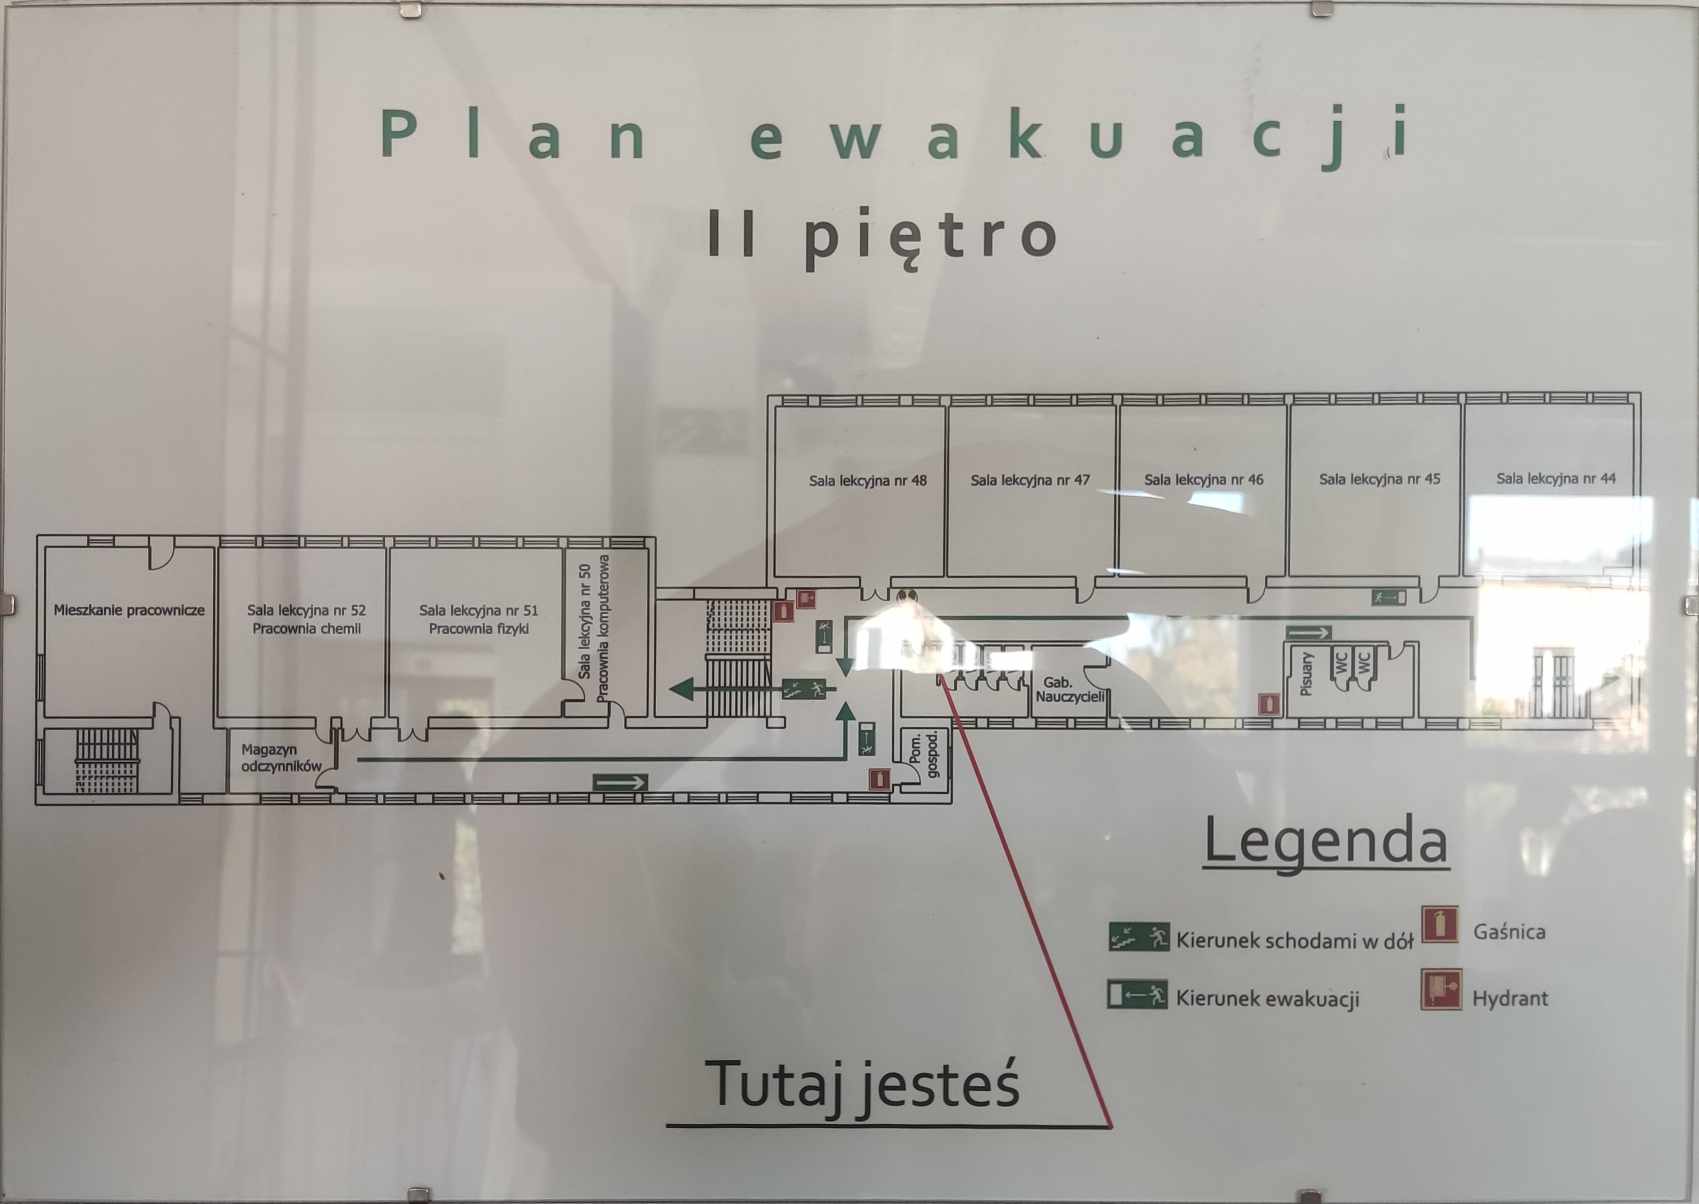 Plan ewakuacji
II piętro
Sala lekcyjna nr 48
Sala lekcyjna nr 47
Sala lekcyjna nr 46
Sala lekcyjna nr 45
Sala lekcyjna nr 44
Mieszkanie pracownicze
Sala lekcyjna nr 52
Pracownia chemii
Sala lekcyjna nr 51
Pracownia fizyki
Sala lekcyjna nr 50
Pracownia komputerowa
Gab.
Nauczycieli
Pisuary
WC
WC
Magazyn
odczynników
Pom.
gospod.
Legenda
Kierunek schodami w dół
Gaśnica
Kierunek ewakuacji
Hydrant
Tutaj jesteś